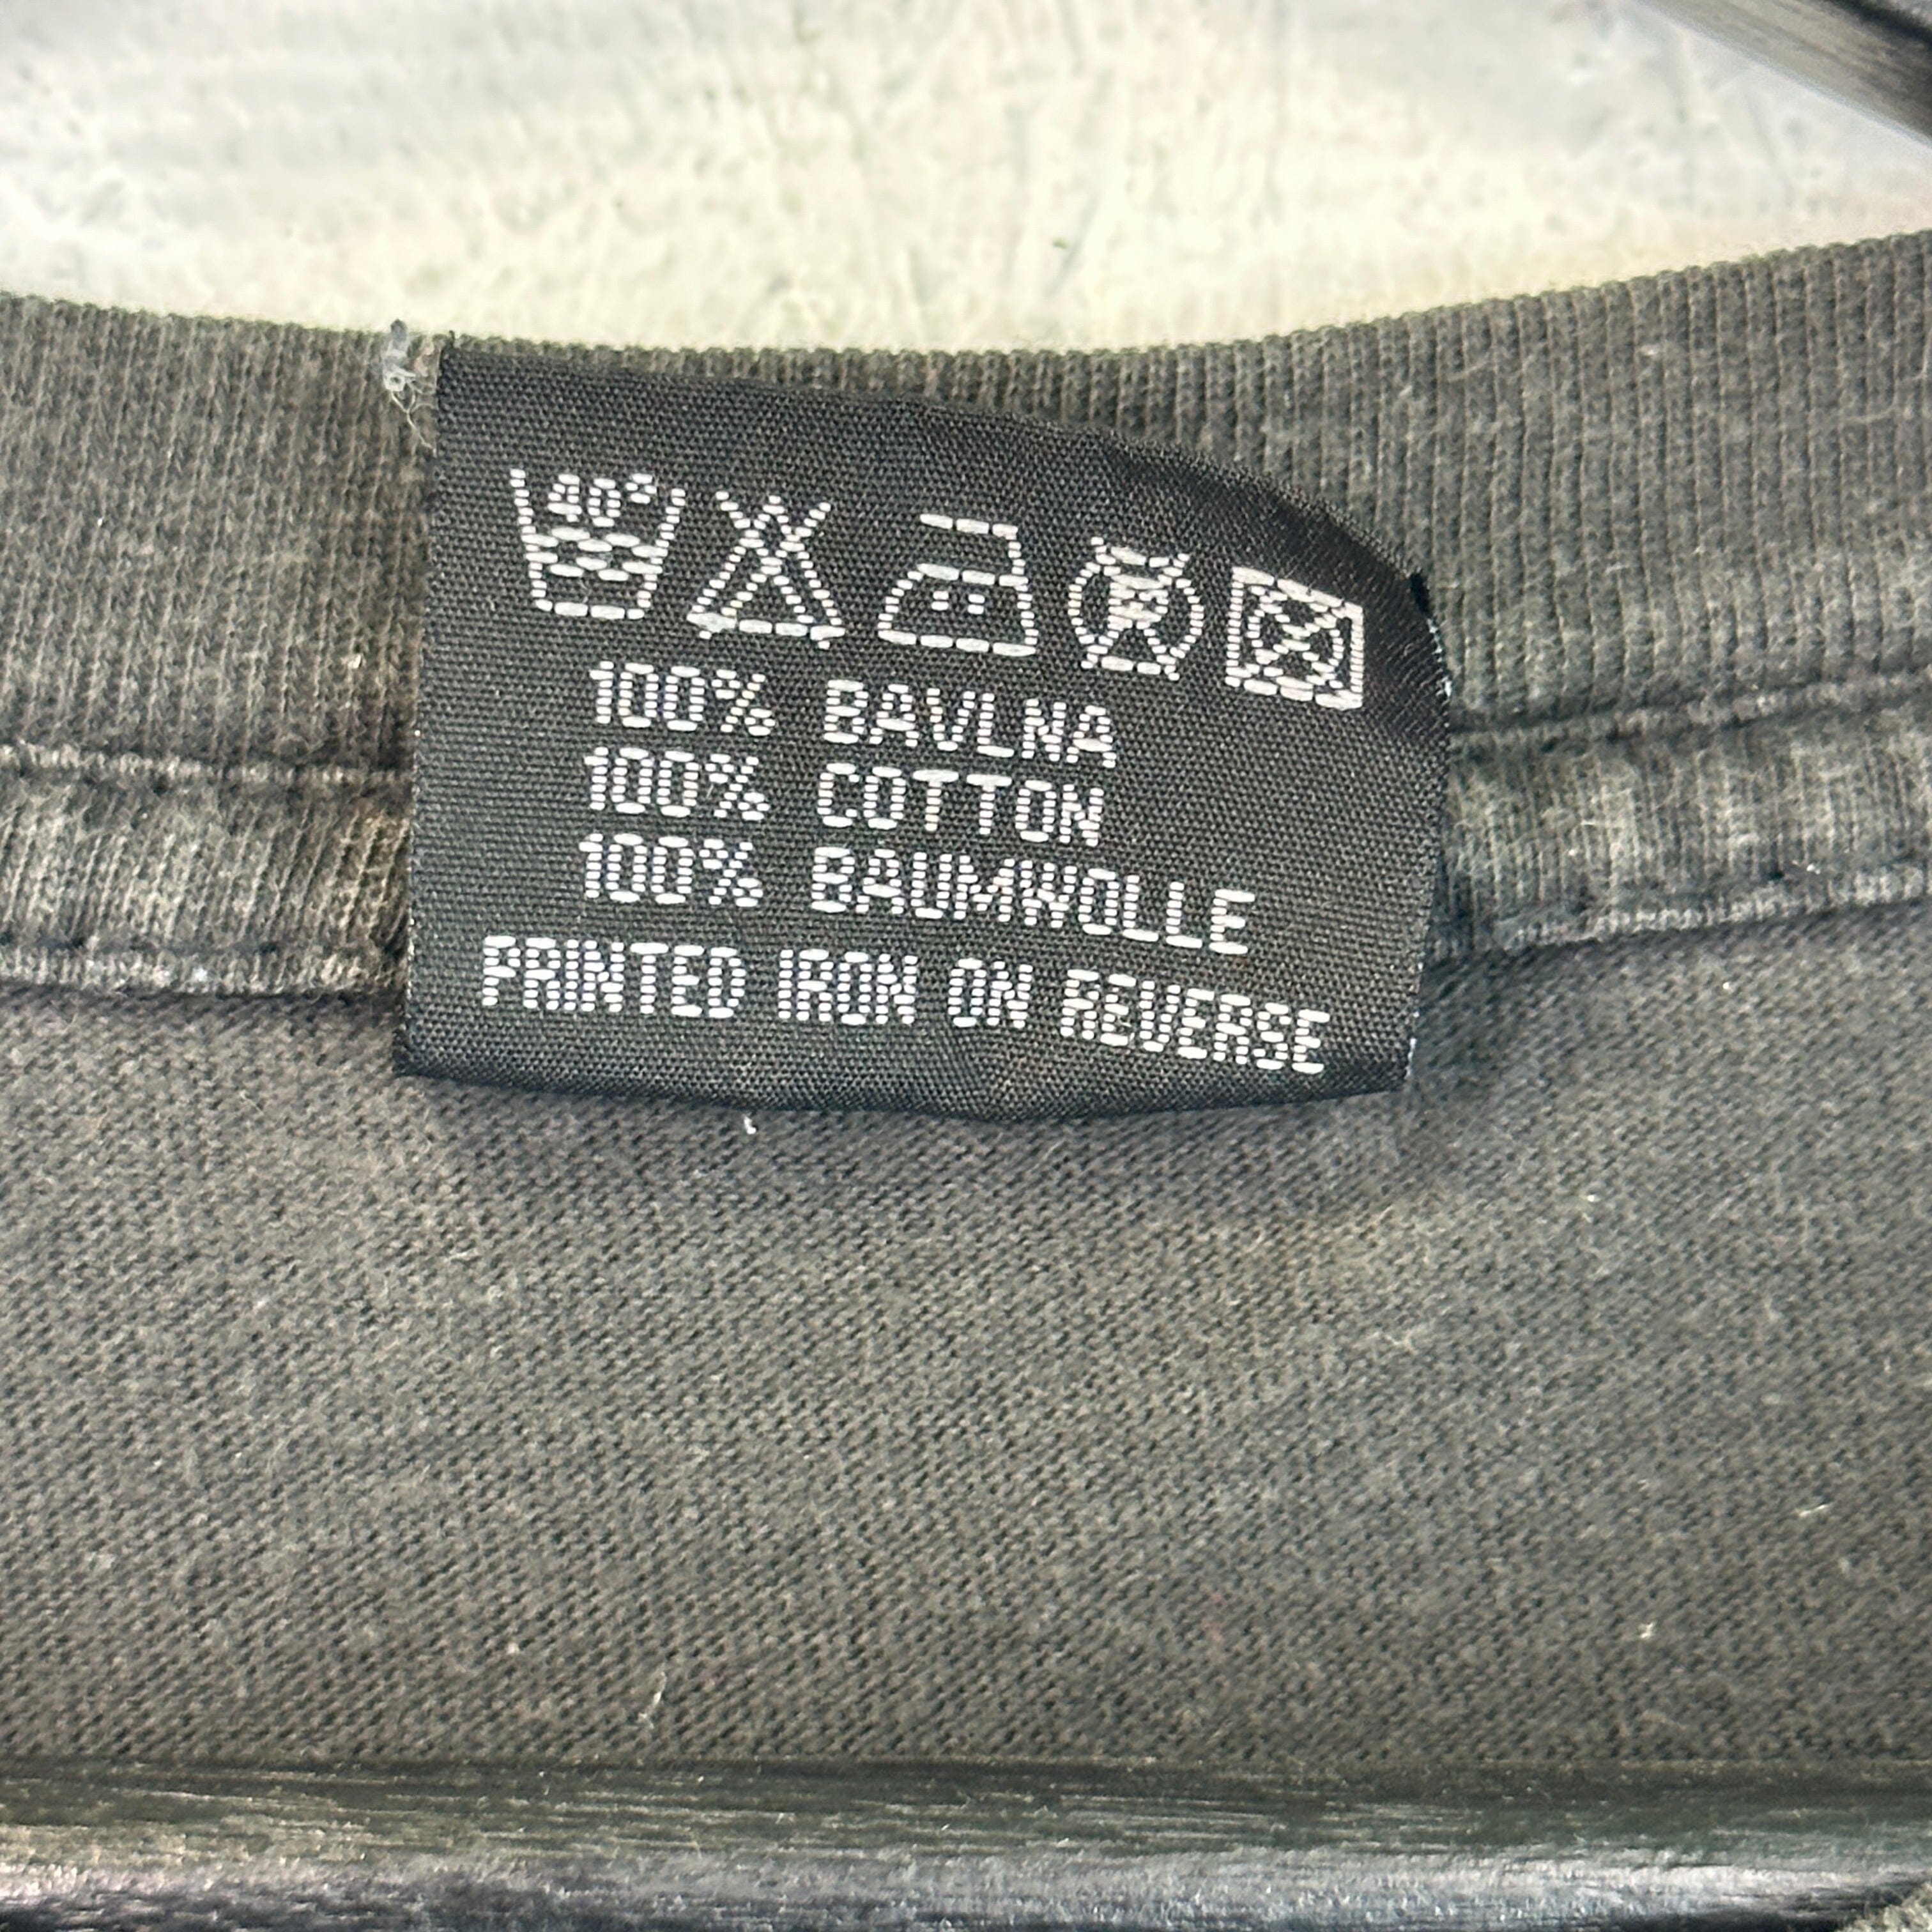 40°
100% BAVLNA
100% COTTON
100% BAUMWOLLE
PRINTED IRON ON REVERSE